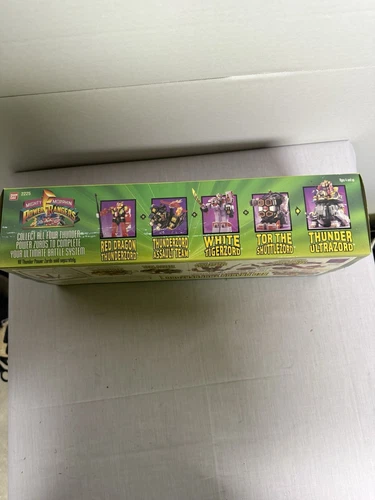 MIGHTY MORPHIN
POWER RANGERS
COLLECT ALL FOUR THUNDER
POWER ZORDS TO COMPLETE
YOUR ULTIMATE BATTLE SYSTEM
RED DRAGON
THUNDERZORD
THUNDERZORD
ASSAULT TEAM
WHITE
TIGERZORD
TOR THE
SHUTTLEZORD
THUNDER
ULTRAZORD